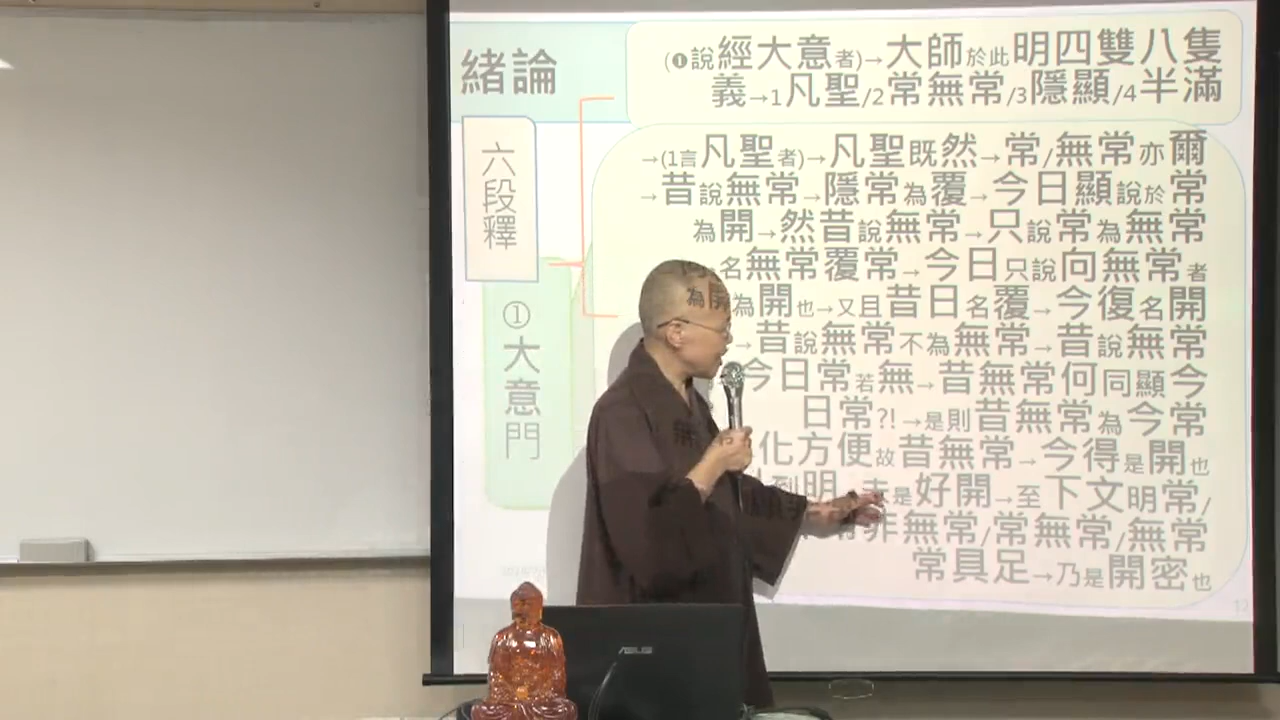 緒論
(❶說經大意者)→大師於此明四雙八隻
義→1凡聖/2常無常/3隱顯/4半滿
六段釋
①大意門
→(1言凡聖者)→凡聖既然→常/無常亦爾
→昔說無常→隱常為覆→今日顯說於常
為開→然昔說無常→只說常為無常
名無常覆常→今日只說向無常者
為開為開也→又且昔日名覆→今復名開
→昔說無常不為無常→昔說無常
今日常若無→昔無常何同顯今
日常?!→是則昔無常為今常
化方便故昔無常→今得是開也
到明 未是好開→至下文明常/
常非無常/常無常/無常
常具足→乃是開密也
12
ASUS